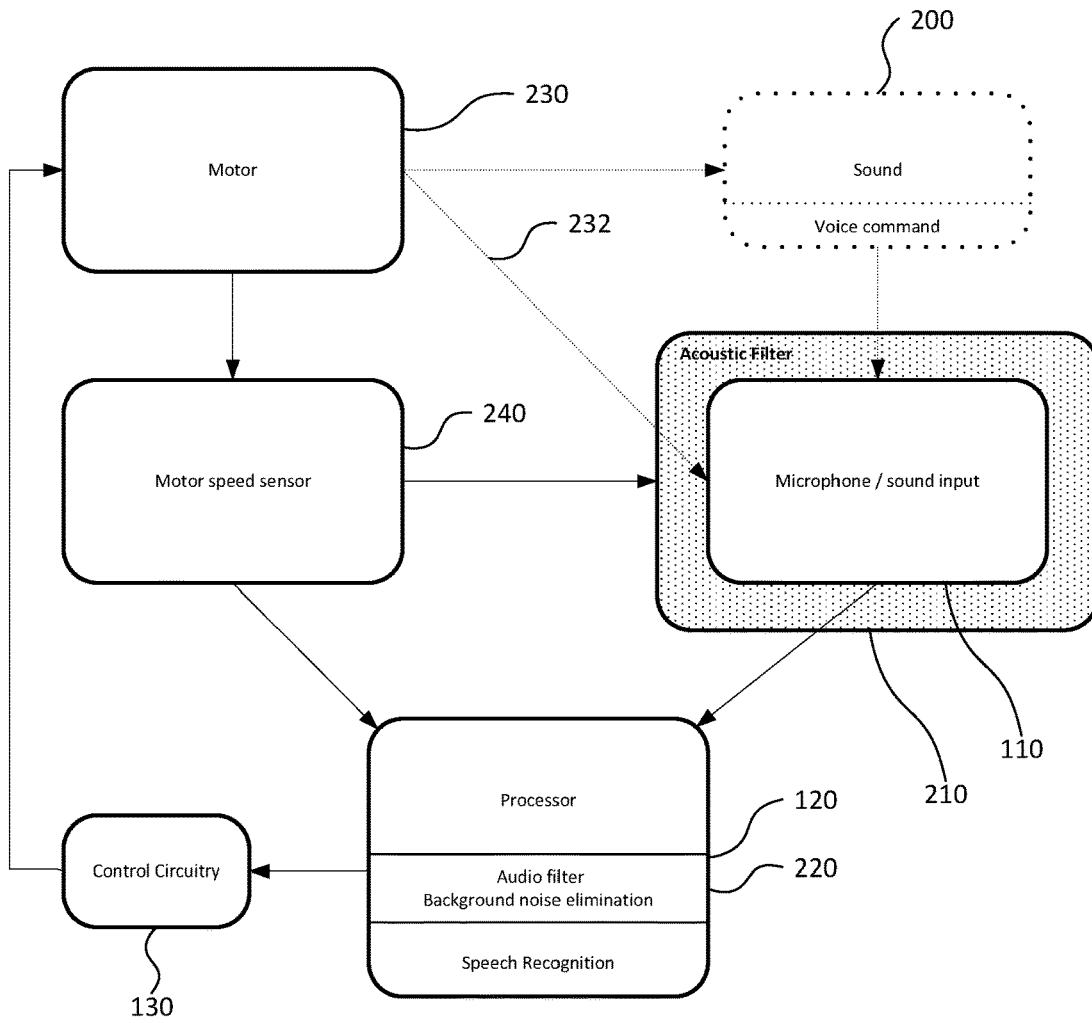 200
230
Motor
Sound
232
Voice command
Acoustic Filter
240
Motor speed sensor
Microphone / sound input
110
210
Processor
120
Control Circuitry
Audio filter
220
Background noise elimination
Speech Recognition
130